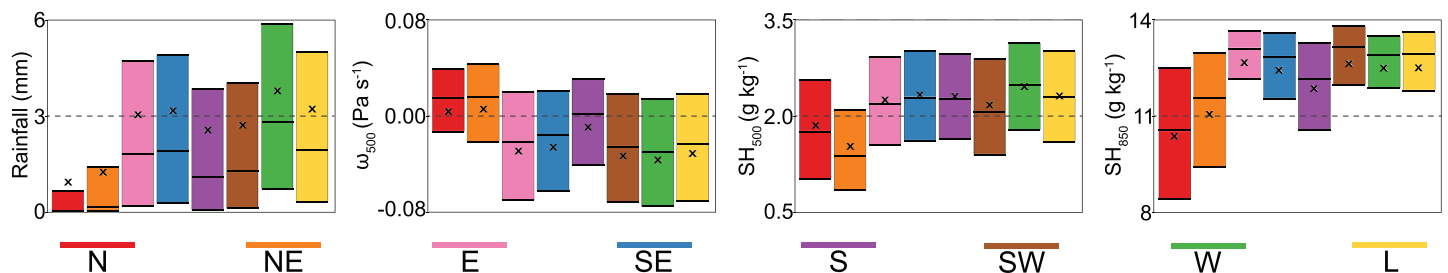 Rainfall (mm)
6
3
0
ω500 (Pa s-1)
0.08
0.00
-0.08
SH500 (g kg-1)
3.5
2.0
0.5
SH850 (g kg-1)
14
11
8
N NE E SE S SW W L